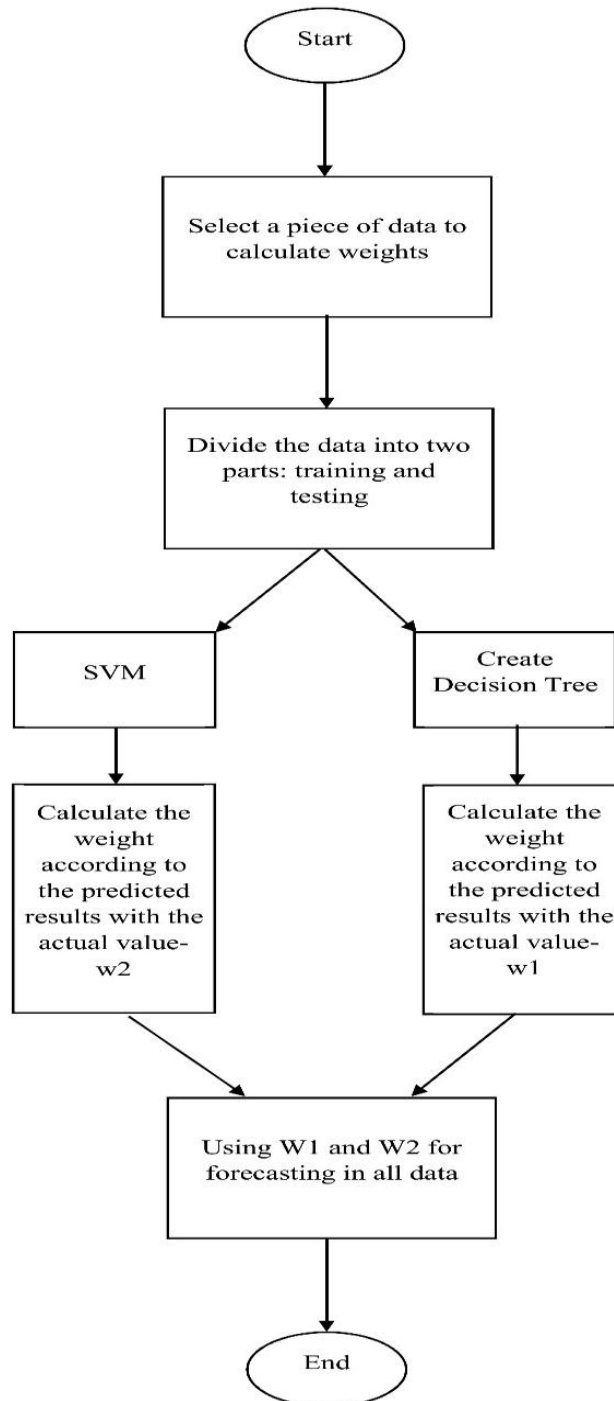 Start
Select a piece of data to
calculate weights
Divide the data into two
parts: training and
testing
SVM
Create
Decision Tree
Calculate the
weight
according to
the predicted
results with the
actual value-
w2
Calculate the
weight
according to
the predicted
results with the
actual value-
w1
Using W1 and W2 for
forecasting in all data
End